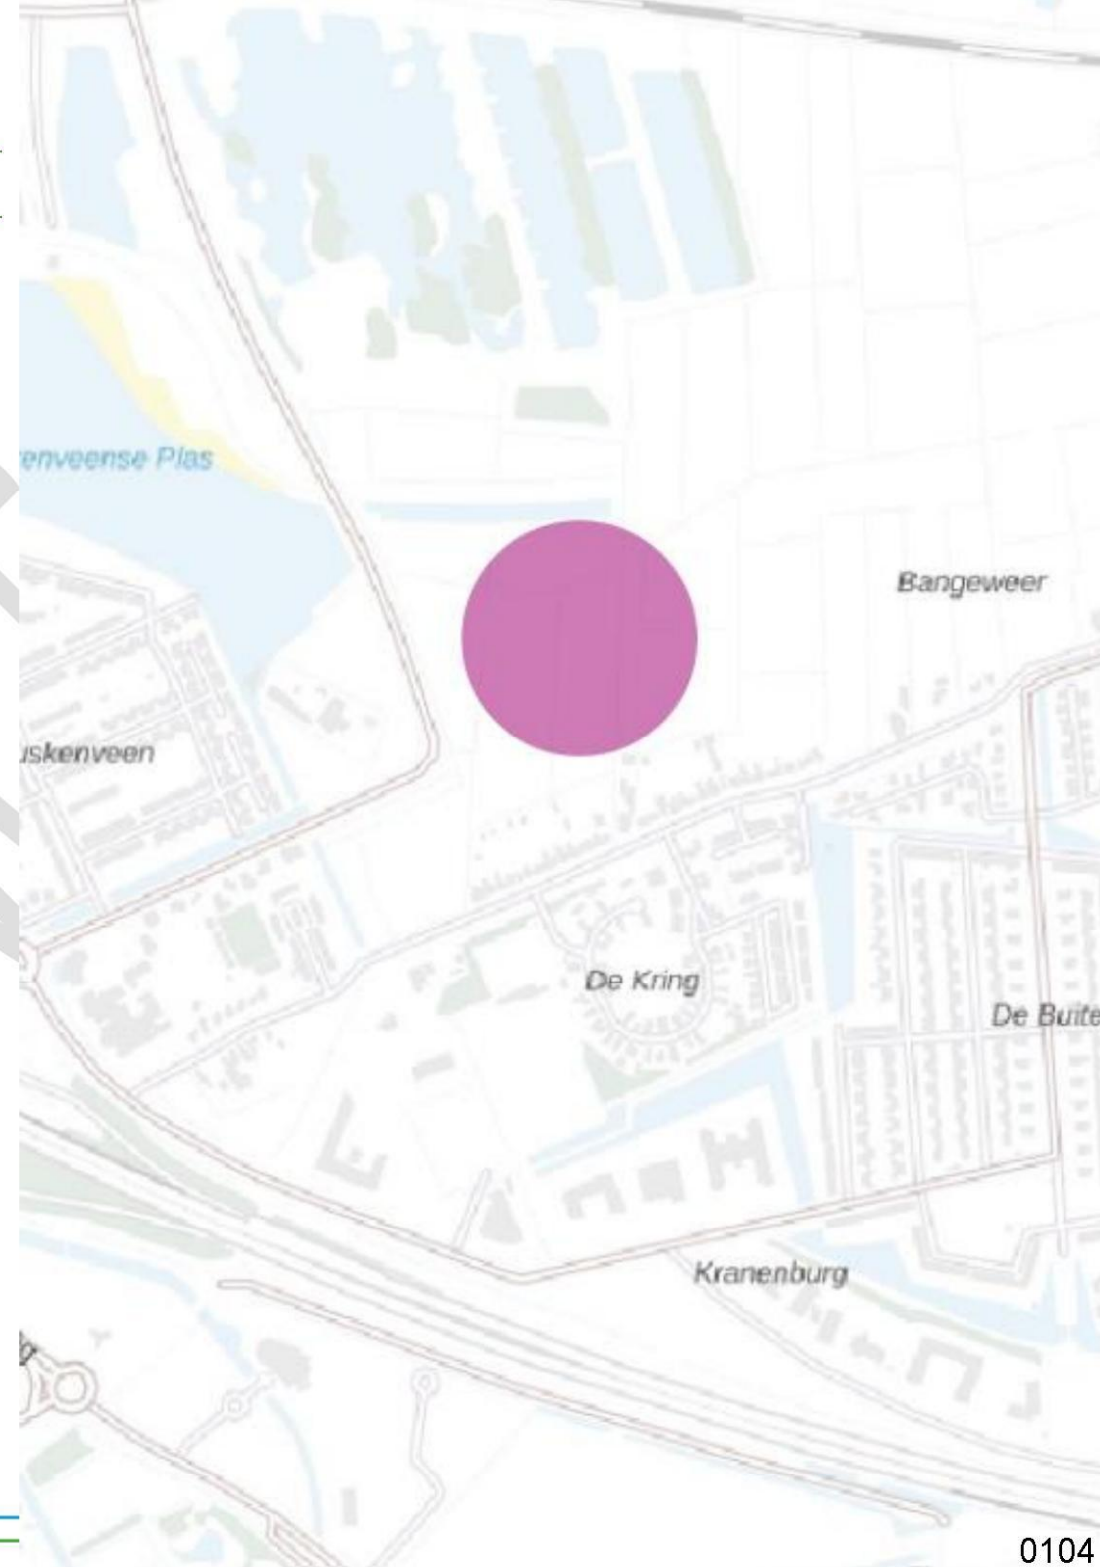 enveense Plas
Bangeweer
uskenveen
De Kring
De Buite
Kranenburg
0104